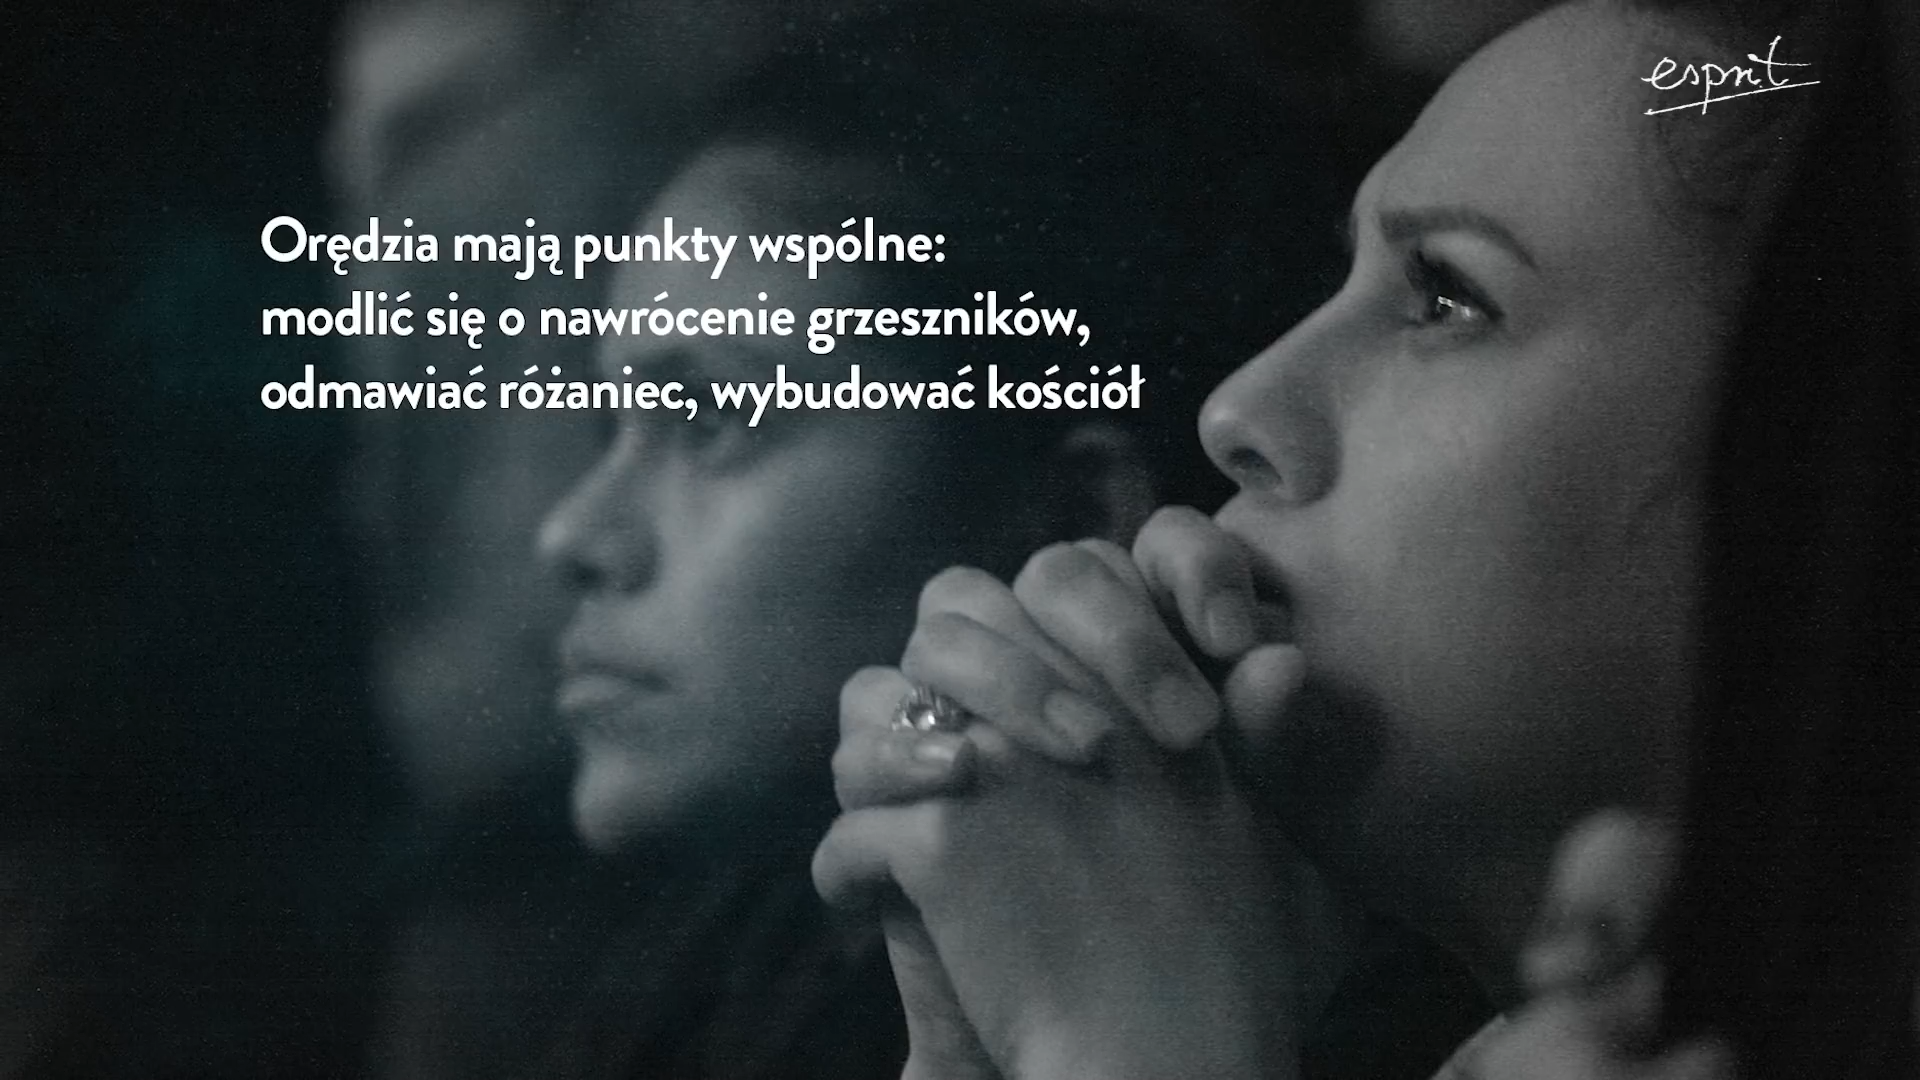 esprit
Orędzia mają punkty wspólne:
modlić się o nawrócenie grzeszników,
odmawiać różaniec, wybudować kościół